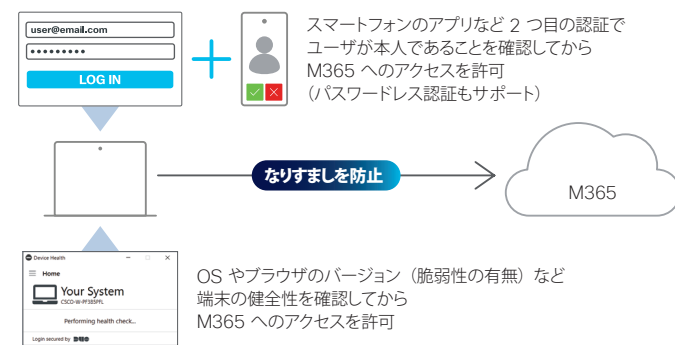 user@email.com
•••••••••
LOG IN
スマートフォンのアプリなど 2 つ目の認証で
ユーザが本人であることを確認してから
M365 へのアクセスを許可
（パスワードレス認証もサポート）
なりすましを防止
M365
Device Health
Home
Your System
CSCO-W-PF3B5PFL
Performing health check...
Login secured by DUO
OS やブラウザのバージョン（脆弱性の有無）など
端末の健全性を確認してから
M365 へのアクセスを許可